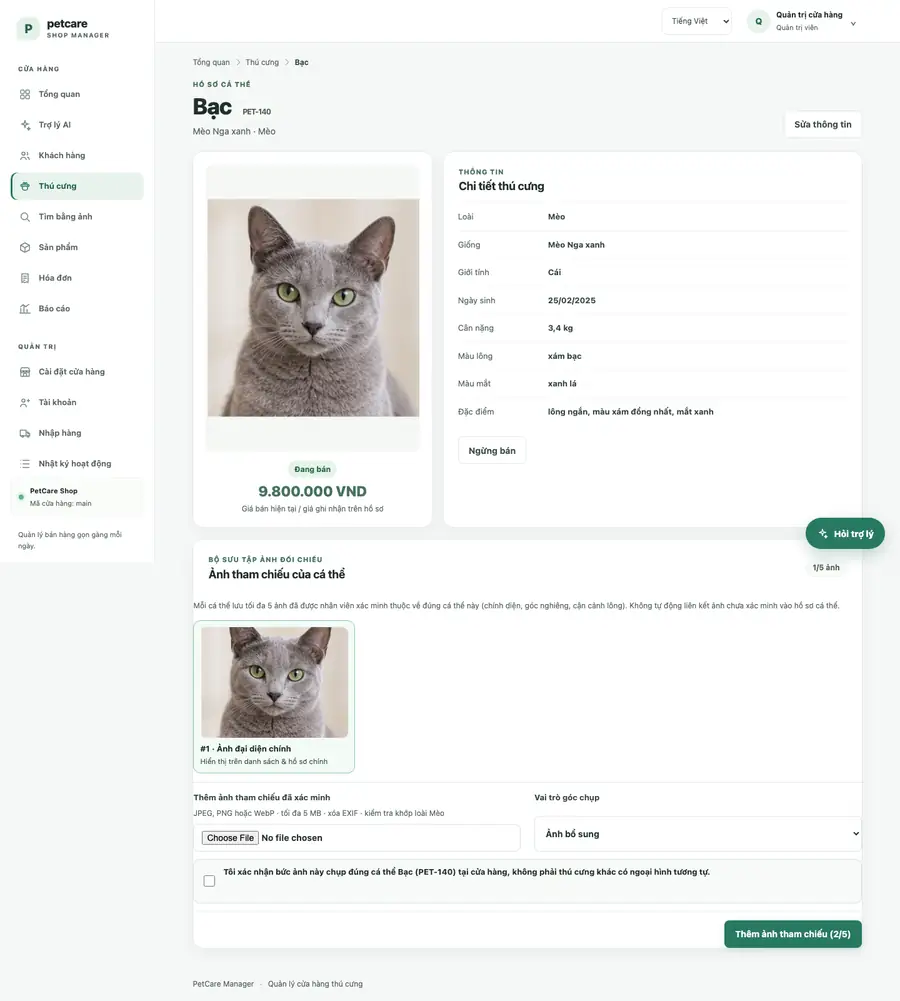 P
petcare
SHOP MANAGER
CỬA HÀNG
Tổng quan
Trợ lý AI
Khách hàng
Thú cưng
Tìm bằng ảnh
Sản phẩm
Hóa đơn
Báo cáo
QUẢN TRỊ
Cài đặt cửa hàng
Tài khoản
Nhập hàng
Nhật ký hoạt động
PetCare Shop
Mã cửa hàng: main
Quản lý bán hàng gọn gàng mỗi
ngày.
Tiếng Việt
Q
Quản trị cửa hàng
Quản trị viên
Tổng quan > Thú cưng > Bạc
HỒ SƠ CÁ THỂ
Bạc PET-140
Mèo Nga xanh · Mèo
Sửa thông tin
Đang bán
9.800.000 VND
Giá bán hiện tại / giá ghi nhận trên hồ sơ
THÔNG TIN
Chi tiết thú cưng
Loài Mèo
Giống Mèo Nga xanh
Giới tính Cái
Ngày sinh 25/02/2025
Cân nặng 3,4 kg
Màu lông xám bạc
Màu mắt xanh lá
Đặc điểm lông ngắn, màu xám đồng nhất, mắt xanh
Ngừng bán
Hỏi trợ lý
BỘ SƯU TẬP ẢNH ĐỐI CHIẾU
Ảnh tham chiếu của cá thể
1/5 ảnh
Mỗi cá thể lưu tối đa 5 ảnh đã được nhân viên xác minh thuộc về đúng cá thể này (chính diện, góc nghiêng, cận cảnh lông). Không tự động liên kết ảnh chưa xác minh vào hồ sơ cá thể.
#1 · Ảnh đại diện chính
Hiển thị trên danh sách & hồ sơ chính
Thêm ảnh tham chiếu đã xác minh
JPEG, PNG hoặc WebP · tối đa 5 MB · xóa EXIF · kiểm tra khớp loài Mèo
Choose File No file chosen
Vai trò góc chụp
Ảnh bổ sung
Tôi xác nhận bức ảnh này chụp đúng cá thể Bạc (PET-140) tại cửa hàng, không phải thú cưng khác có ngoại hình tương tự.
Thêm ảnh tham chiếu (2/5)
PetCare Manager · Quản lý cửa hàng thú cưng